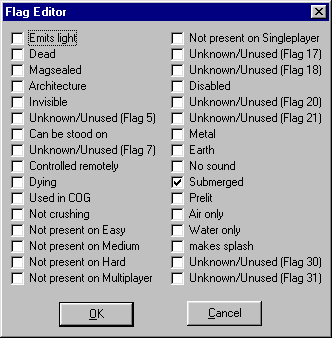 Flag Editor
Emits light
Dead
Magsealed
Architecture
Invisible
Unknown/Unused (Flag 5)
Can be stood on
Unknown/Unused (Flag 7)
Controlled remotely
Dying
Used in COG
Not crushing
Not present on Easy
Not present on Medium
Not present on Hard
Not present on Multiplayer
Not present on Singleplayer
Unknown/Unused (Flag 17)
Unknown/Unused (Flag 18)
Disabled
Unknown/Unused (Flag 20)
Unknown/Unused (Flag 21)
Metal
Earth
No sound
Submerged
Prelit
Air only
Water only
makes splash
Unknown/Unused (Flag 30)
Unknown/Unused (Flag 31)
OK
Cancel